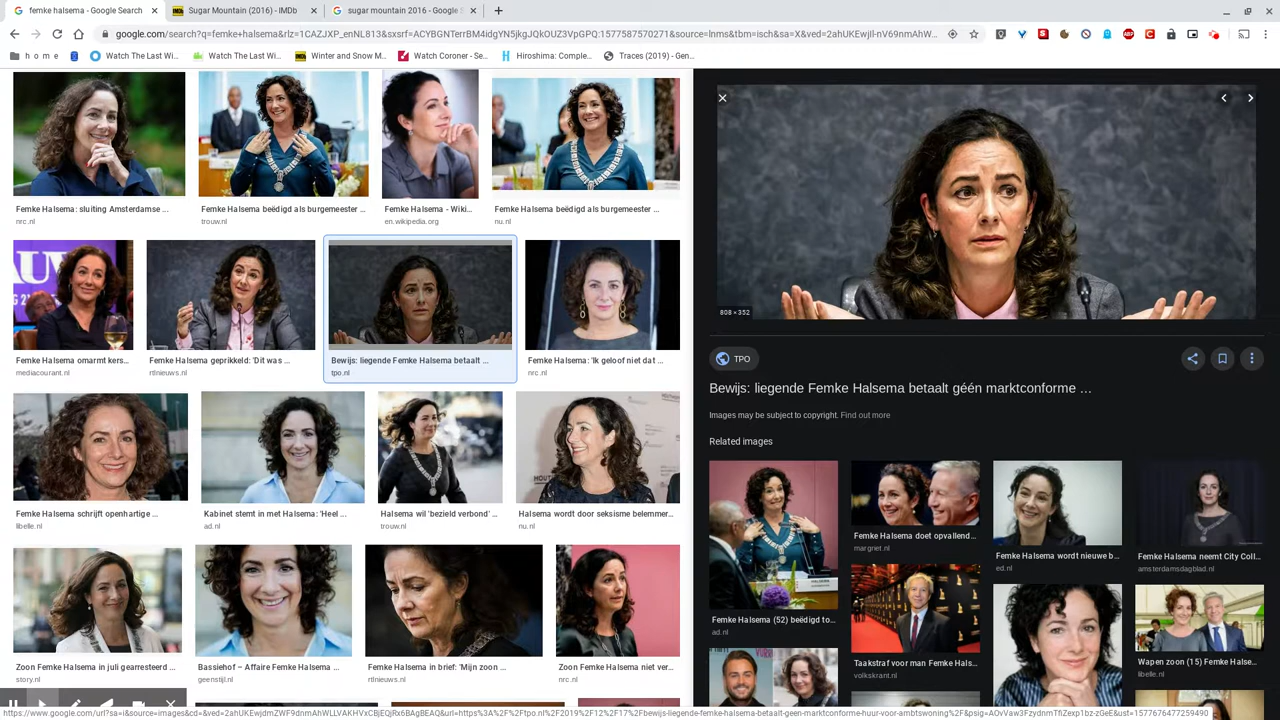 femke halsema - Google Search
Sugar Mountain (2016) - IMDb
sugar mountain 2016 - Google S
google.com/search?q=femke+halsema&rlz=1CAZJXP_enNL813&sxsrf=ACYBGNTerrBM4idgYN5jkgJQkOUZ3VpGPQ:1577587570271&source=lnms&tbm=isch&sa=X&ved=2ahUKEwjIl-nV69nmAhW...
h o m e
Watch The Last Wi
Watch The Last Wi
Winter and Snow M...
Watch Coroner - Se...
Hiroshima: Comple...
Traces (2019) - Gen...
Femke Halsema: sluiting Amsterdamse ...
nrc.nl
Femke Halsema beëdigd als burgemeester ...
trouw.nl
Femke Halsema - Wiki...
en.wikipedia.org
Femke Halsema beëdigd als burgemeester ...
nu.nl
Femke Halsema omarmt kers...
mediacourant.nl
Femke Halsema geprikkeld: 'Dit was ...
rtlnieuws.nl
Bewijs: liegende Femke Halsema betaalt ...
tpo.nl
Femke Halsema: 'Ik geloof niet dat ...
nrc.nl
Femke Halsema schrijft openhartige ...
libelle.nl
Kabinet stemt in met Halsema: 'Heel ...
ad.nl
Halsema wil 'bezield verbond' ...
trouw.nl
Halsema wordt door seksisme belemmer...
nu.nl
Zoon Femke Halsema in juli gearresteerd ...
story.nl
Bassiehof – Affaire Femke Halsema ...
geenstijl.nl
Femke Halsema in brief: 'Mijn zoon ...
rtlnieuws.nl
Zoon Femke Halsema niet ver...
nrc.nl
808 × 352
TPO
Bewijs: liegende Femke Halsema betaalt géén marktconforme ...
Images may be subject to copyright. Find out more
Related images
Femke Halsema (52) beëdigd to...
ad.nl
Femke Halsema doet opvallend...
margriet.nl
Femke Halsema wordt nieuwe b...
ed.nl
Femke Halsema neemt City Coll...
amsterdamsdagblad.nl
Taakstraf voor man Femke Hals...
volkskrant.nl
Wapen zoon (15) Femke Halse...
libelle.nl